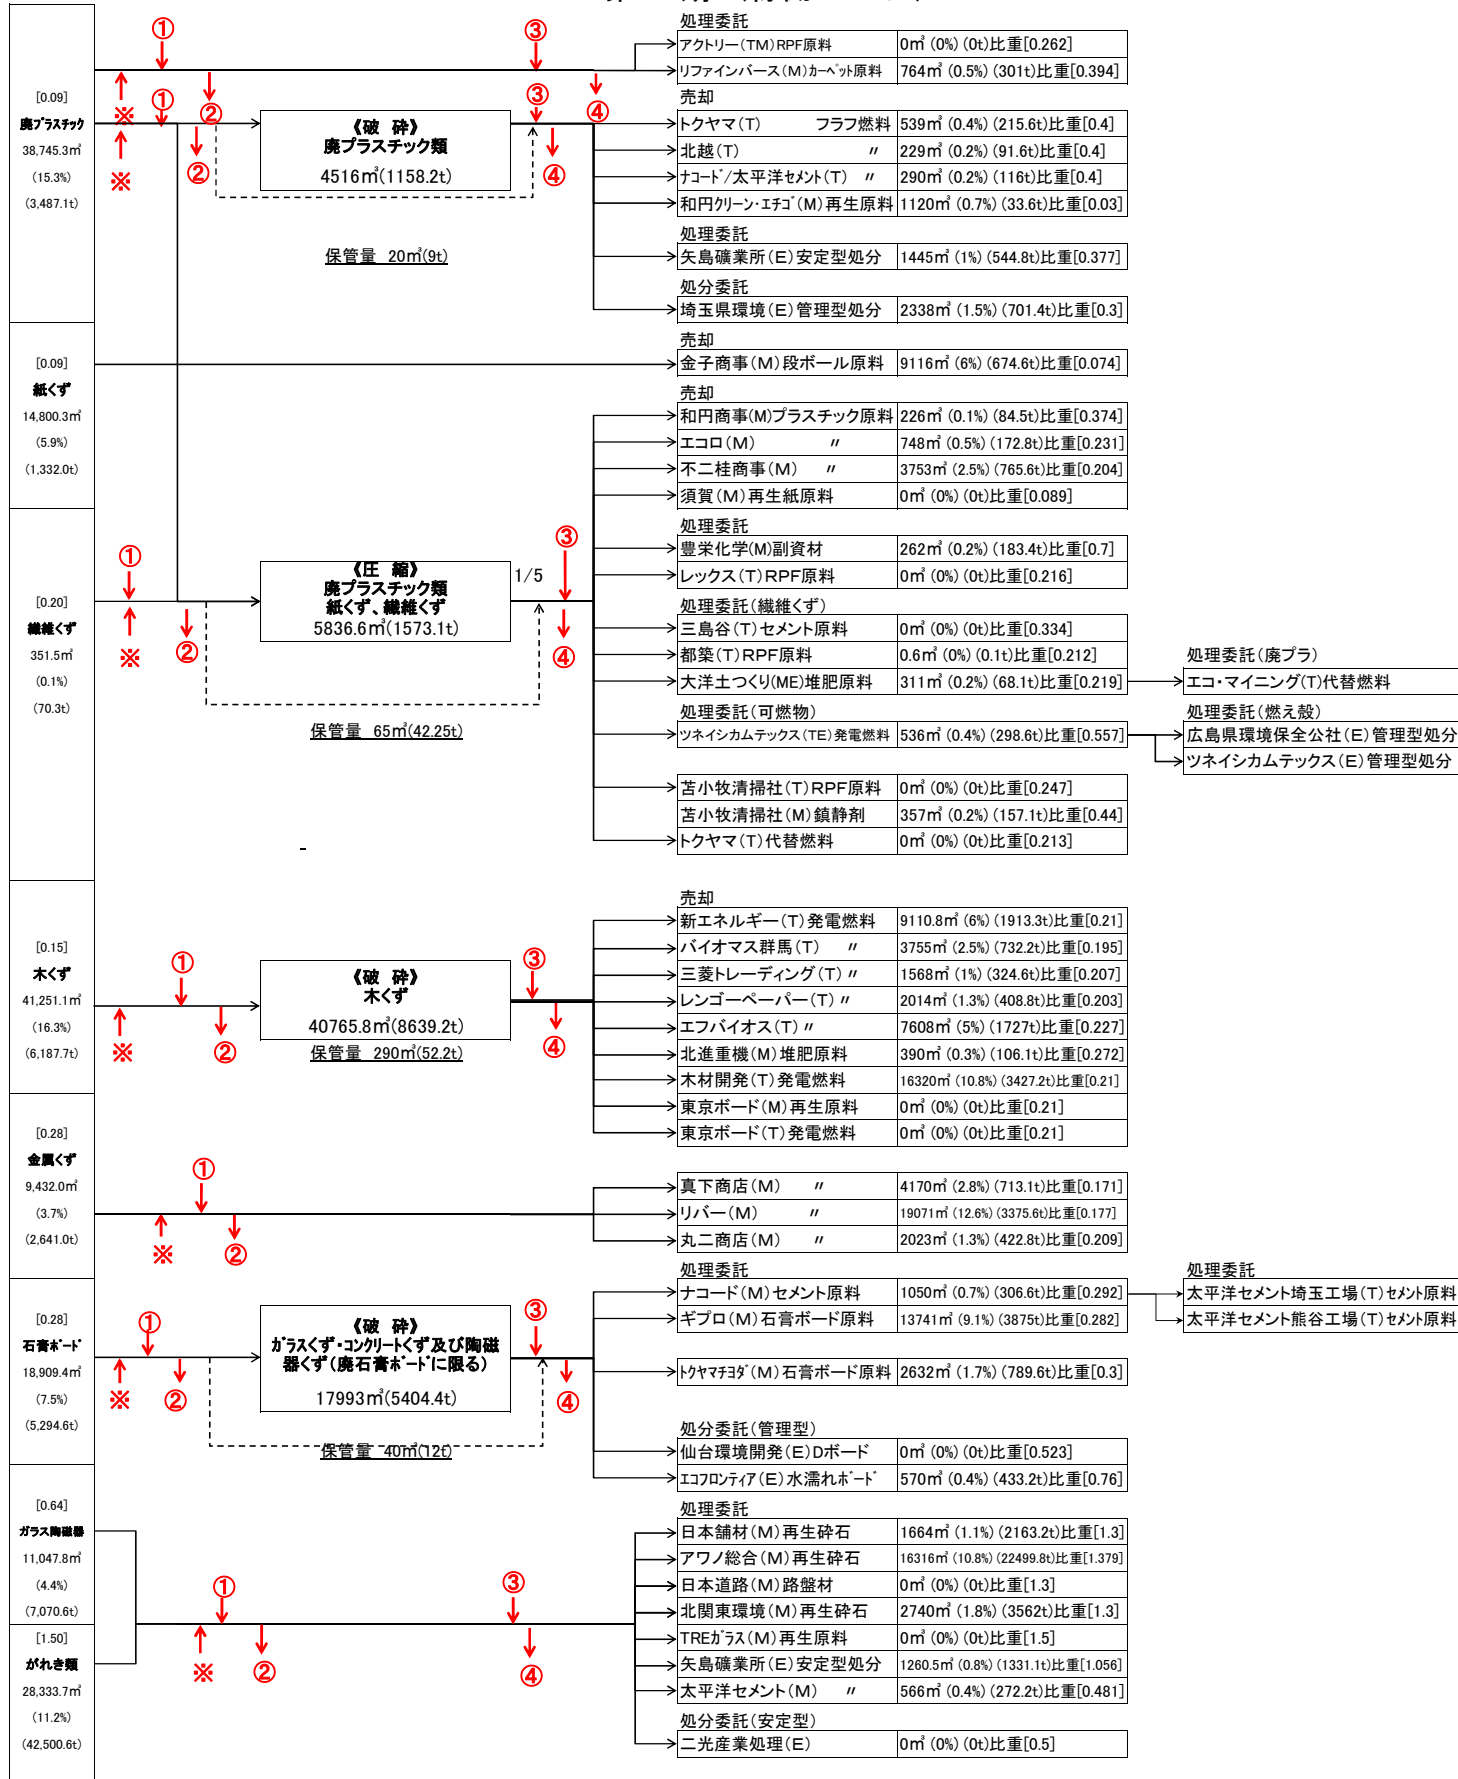 [0.09]
廃プラスチック
38,745.3㎥
(15.3%)
(3,487.1t)
[0.09]
紙くず
14,800.3㎥
(5.9%)
(1,332.0t)
[0.20]
繊維くず
351.5㎥
(0.1%)
(70.3t)
[0.15]
木くず
41,251.1㎥
(16.3%)
(6,187.7t)
[0.28]
金属くず
9,432.0㎥
(3.7%)
(2,641.0t)
[0.28]
石膏ボード
18,909.4㎥
(7.5%)
(5,294.6t)
[0.64]
ガラス陶磁器
11,047.8㎥
(4.4%)
(7,070.6t)
[1.50]
がれき類
28,333.7㎥
(11.2%)
(42,500.6t)
①
③
※
①
②
③
④
※
②
④
《破 砕》
廃プラスチック類
4516㎥(1158.2t)
保管量 20㎥(9t)
①
※
②
③
④
《圧 縮》
廃プラスチック類
紙くず、繊維くず
5836.6㎥(1573.1t)
1/5
保管量 65㎥(42.25t)
①
※
②
③
④
《破 砕》
木くず
40765.8㎥(8639.2t)
保管量 290㎥(52.2t)
①
※
②
①
※
②
③
④
《破 砕》
ガラスくず・コンクリートくず及び陶磁
器くず(廃石膏ボードに限る)
17993㎥(5404.4t)
保管量 40㎥(12t)
①
※
②
③
④
処理委託
アクトリー(TM)RPF原料 0㎥ (0%) (0t)比重[0.262]
リファインバース(M)カーペット原料 764㎥ (0.5%) (301t)比重[0.394]
売却
トクヤマ(T) フラフ燃料 539㎥ (0.4%) (215.6t)比重[0.4]
北越(T) 〃 229㎥ (0.2%) (91.6t)比重[0.4]
ナコード/太平洋セメント(T) 〃 290㎥ (0.2%) (116t)比重[0.4]
和円クリーン・エチゴ(M)再生原料 1120㎥ (0.7%) (33.6t)比重[0.03]
処理委託
矢島礦業所(E)安定型処分 1445㎥ (1%) (544.8t)比重[0.377]
処分委託
埼玉県環境(E)管理型処分 2338㎥ (1.5%) (701.4t)比重[0.3]
売却
金子商事(M)段ボール原料 9116㎥ (6%) (674.6t)比重[0.074]
売却
和円商事(M)プラスチック原料 226㎥ (0.1%) (84.5t)比重[0.374]
エコロ(M) 〃 748㎥ (0.5%) (172.8t)比重[0.231]
不二桂商事(M) 〃 3753㎥ (2.5%) (765.6t)比重[0.204]
須賀(M)再生紙原料 0㎥ (0%) (0t)比重[0.089]
処理委託
豊栄化学(M)副資材 262㎥ (0.2%) (183.4t)比重[0.7]
レックス(T)RPF原料 0㎥ (0%) (0t)比重[0.216]
処理委託(繊維くず)
三島谷(T)セメント原料 0㎥ (0%) (0t)比重[0.334]
都築(T)RPF原料 0.6㎥ (0%) (0.1t)比重[0.212]
大洋土つくり(ME)堆肥原料 311㎥ (0.2%) (68.1t)比重[0.219]
処理委託(可燃物)
ツネイシカムテックス(TE)発電燃料 536㎥ (0.4%) (298.6t)比重[0.557]
苫小牧清掃社(T)RPF原料 0㎥ (0%) (0t)比重[0.247]
苫小牧清掃社(M)鎮静剤 357㎥ (0.2%) (157.1t)比重[0.44]
トクヤマ(T)代替燃料 0㎥ (0%) (0t)比重[0.213]
処理委託(廃プラ)
エコ・マイニング(T)代替燃料
処理委託(燃え殻)
広島県環境保全公社(E)管理型処分
ツネイシカムテックス(E)管理型処分
売却
新エネルギー(T)発電燃料 9110.8㎥ (6%) (1913.3t)比重[0.21]
バイオマス群馬(T) 〃 3755㎥ (2.5%) (732.2t)比重[0.195]
三菱トレーディング(T)〃 1568㎥ (1%) (324.6t)比重[0.207]
レンゴーペーパー(T)〃 2014㎥ (1.3%) (408.8t)比重[0.203]
エフバイオス(T)〃 7608㎥ (5%) (1727t)比重[0.227]
北進重機(M)堆肥原料 390㎥ (0.3%) (106.1t)比重[0.272]
木材開発(T)発電燃料 16320㎥ (10.8%) (3427.2t)比重[0.21]
東京ボード(M)再生原料 0㎥ (0%) (0t)比重[0.21]
東京ボード(T)発電燃料 0㎥ (0%) (0t)比重[0.21]
真下商店(M) 〃 4170㎥ (2.8%) (713.1t)比重[0.171]
リバー(M) 〃 19071㎥ (12.6%) (3375.6t)比重[0.177]
丸二商店(M) 〃 2023㎥ (1.3%) (422.8t)比重[0.209]
処理委託
ナコード(M)セメント原料 1050㎥ (0.7%) (306.6t)比重[0.292]
ギプロ(M)石膏ボード原料 13741㎥ (9.1%) (3875t)比重[0.282]
トクヤマチヨダ(M)石膏ボード原料 2632㎥ (1.7%) (789.6t)比重[0.3]
処分委託(管理型)
仙台環境開発(E)Dボード 0㎥ (0%) (0t)比重[0.523]
エコフロンティア(E)水濡れボード 570㎥ (0.4%) (433.2t)比重[0.76]
処理委託
太平洋セメント埼玉工場(T)セメント原料
太平洋セメント熊谷工場(T)セメント原料
処理委託
日本舗材(M)再生砕石 1664㎥ (1.1%) (2163.2t)比重[1.3]
アワノ総合(M)再生砕石 16316㎥ (10.8%) (22499.8t)比重[1.379]
日本道路(M)路盤材 0㎥ (0%) (0t)比重[1.3]
北関東環境(M)再生砕石 2740㎥ (1.8%) (3562t)比重[1.3]
TREガラス(M)再生原料 0㎥ (0%) (0t)比重[1.5]
矢島礦業所(E)安定型処分 1260.5㎥ (0.8%) (1331.1t)比重[1.056]
太平洋セメント(M) 〃 566㎥ (0.4%) (272.2t)比重[0.481]
処分委託(安定型)
二光産業処理(E) 0㎥ (0%) (0t)比重[0.5]